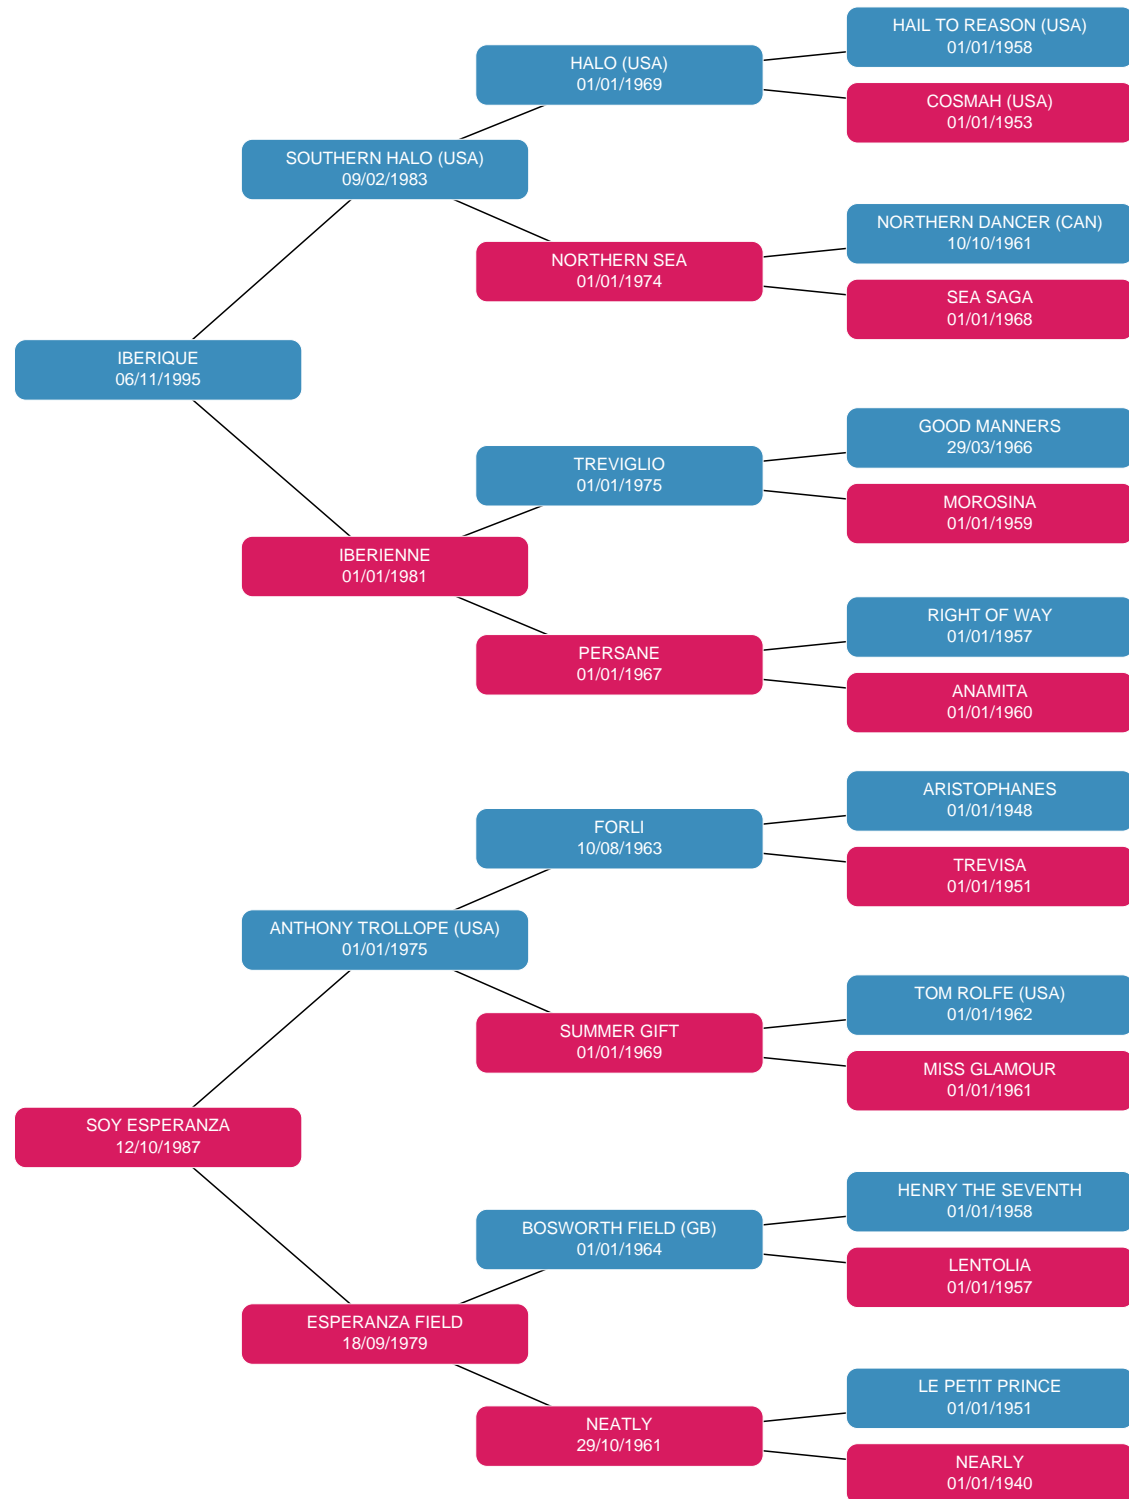 HAIL TO REASON (USA)
01/01/1958
HALO (USA)
01/01/1969
COSMAH (USA)
01/01/1953
SOUTHERN HALO (USA)
09/02/1983
NORTHERN DANCER (CAN)
10/10/1961
NORTHERN SEA
01/01/1974
SEA SAGA
01/01/1968
IBERIQUE
06/11/1995
GOOD MANNERS
29/03/1966
TREVIGLIO
01/01/1975
MOROSINA
01/01/1959
IBERIENNE
01/01/1981
RIGHT OF WAY
01/01/1957
PERSANE
01/01/1967
ANAMITA
01/01/1960
ARISTOPHANES
01/01/1948
FORLI
10/08/1963
TREVISA
01/01/1951
ANTHONY TROLLOPE (USA)
01/01/1975
TOM ROLFE (USA)
01/01/1962
SUMMER GIFT
01/01/1969
MISS GLAMOUR
01/01/1961
SOY ESPERANZA
12/10/1987
HENRY THE SEVENTH
01/01/1958
BOSWORTH FIELD (GB)
01/01/1964
LENTOLIA
01/01/1957
ESPERANZA FIELD
18/09/1979
LE PETIT PRINCE
01/01/1951
NEATLY
29/10/1961
NEARLY
01/01/1940